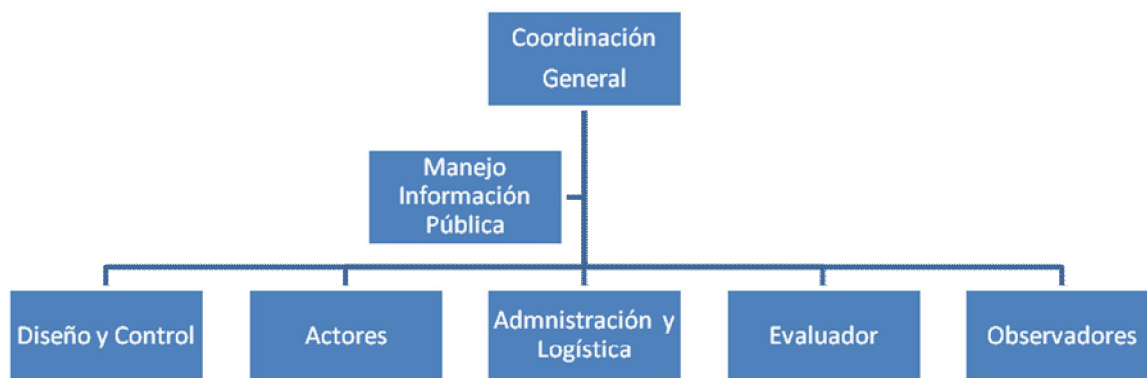 Coordinación
General
Manejo
Información
Pública
Diseño y Control
Actores
Admnistración y
Logística
Evaluador
Observadores